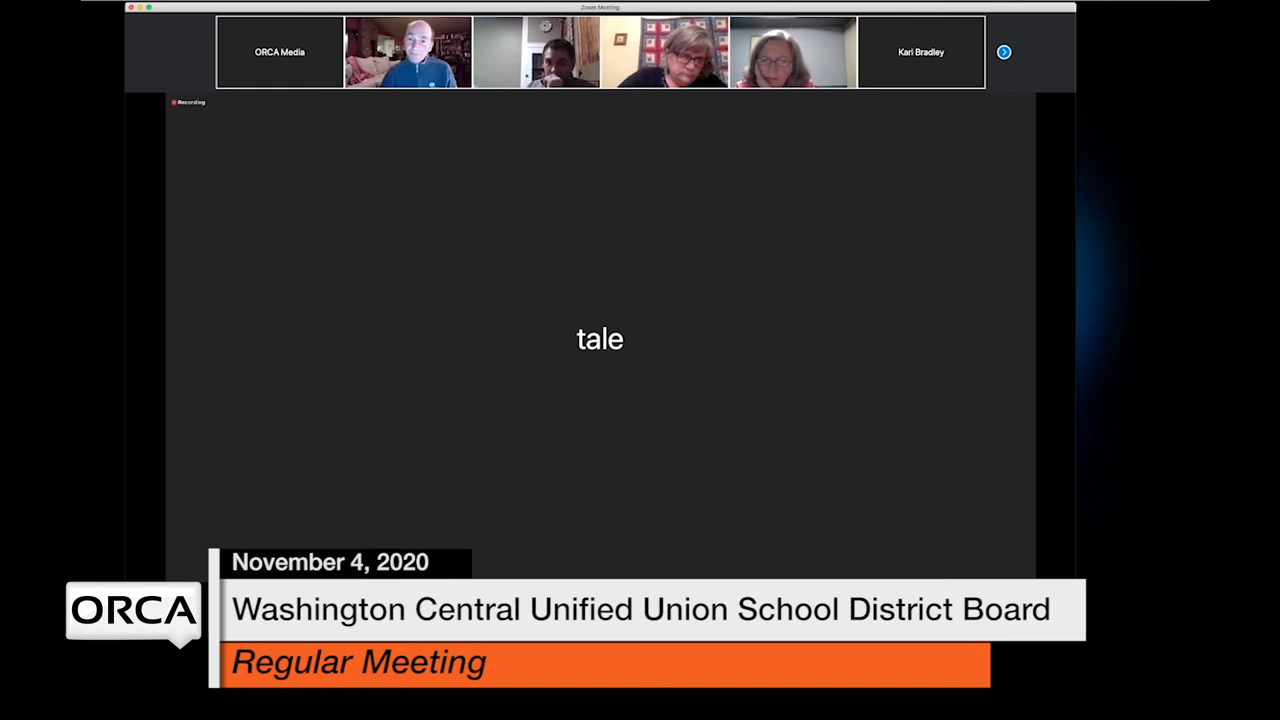 Zoom Meeting
ORCA Media
Kari Bradley
Recording
tale
November 4, 2020
ORCA
Washington Central Unified Union School District Board
Regular Meeting